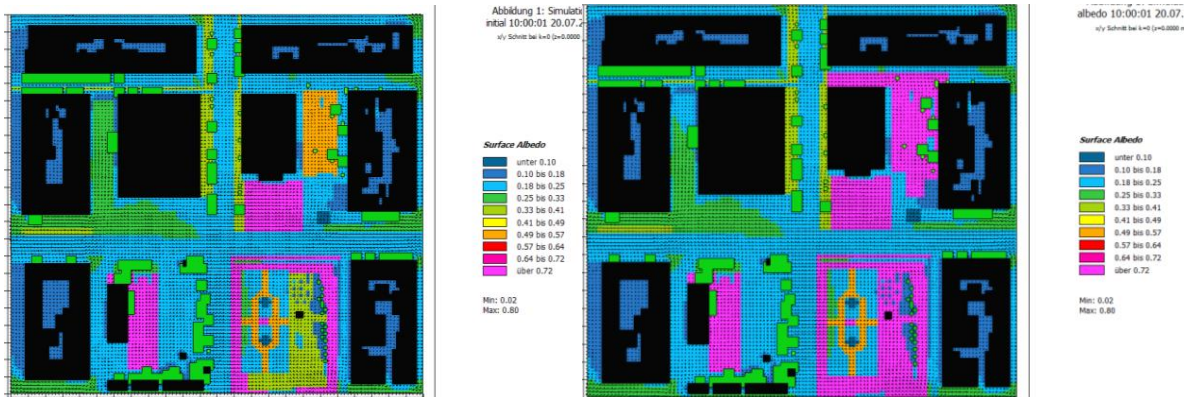 Abbildung 1: Simulati
initial 10:00:01 20.07.2
x/y Schnitt bei k=0 (z=0.0000
Surface Albedo
unter 0.10
0.10 bis 0.18
0.18 bis 0.25
0.25 bis 0.33
0.33 bis 0.41
0.41 bis 0.49
0.49 bis 0.57
0.57 bis 0.64
0.64 bis 0.72
über 0.72
Min: 0.02
Max: 0.80
albedo 10:00:01 20.07.
x/y Schnitt bei k=0 (z=0.0000 m
Surface Albedo
unter 0.10
0.10 bis 0.18
0.18 bis 0.25
0.25 bis 0.33
0.33 bis 0.41
0.41 bis 0.49
0.49 bis 0.57
0.57 bis 0.64
0.64 bis 0.72
über 0.72
Min: 0.02
Max: 0.80